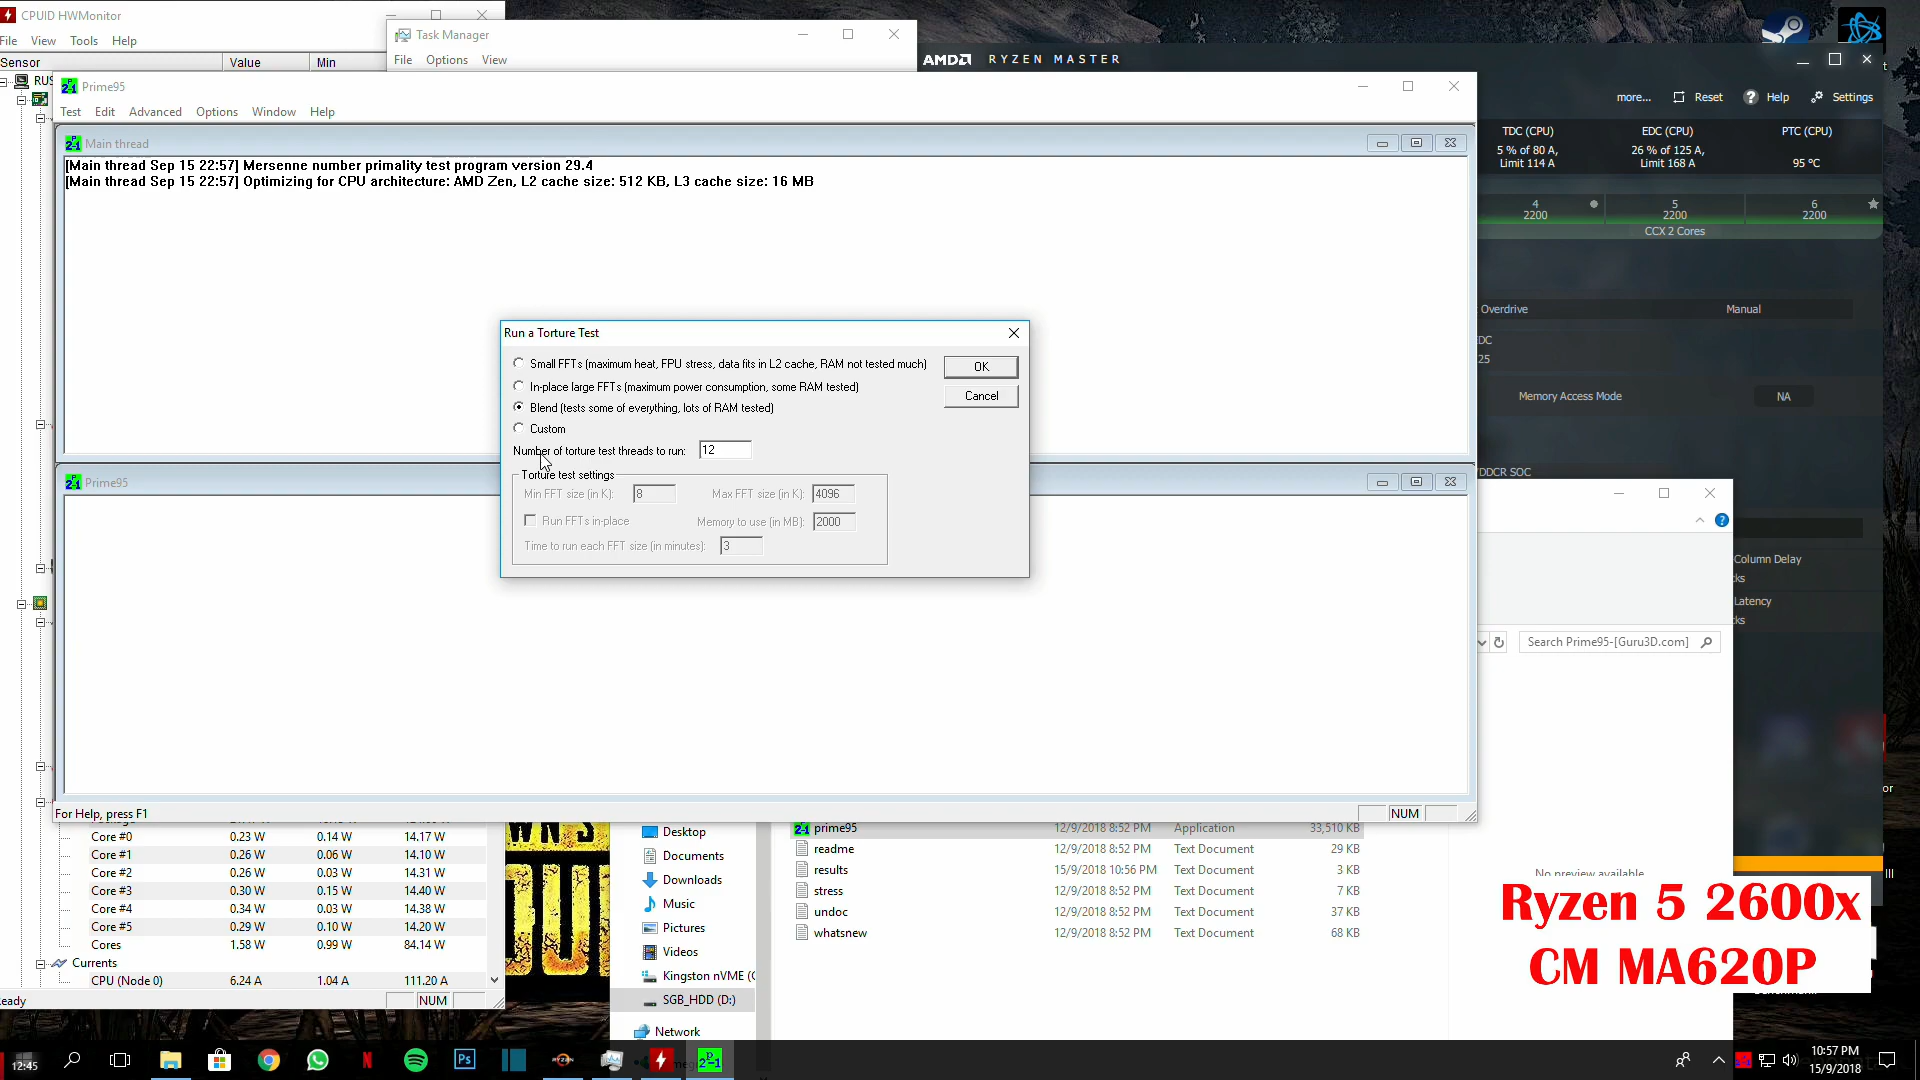 CPUID HWMonitor
File View Tools Help
Sensor Value Min
Task Manager
File Options View
AMD RYZEN MASTER
more... Reset Help Settings
TDC (CPU) EDC (CPU) PTC (CPU)
5 % of 80 A, 26 % of 125 A,
Limit 114 A Limit 168 A 95 °C
4 5 6
2200 2200 2200
CCX 2 Cores
Overdrive Manual
Memory Access Mode NA
Prime95
Test Edit Advanced Options Window Help
Main thread
[Main thread Sep 15 22:57] Mersenne number primality test program version 29.4
[Main thread Sep 15 22:57] Optimizing for CPU architecture: AMD Zen, L2 cache size: 512 KB, L3 cache size: 16 MB
Run a Torture Test
Small FFTs (maximum heat, FPU stress, data fits in L2 cache, RAM not tested much)
OK
In-place large FFTs (maximum power consumption, some RAM tested)
Cancel
Blend (tests some of everything, lots of RAM tested)
Custom
Number of torture test threads to run: 12
Torture test settings
Min FFT size (in K): 8 Max FFT size (in K): 4096
Run FFTs in-place Memory to use (in MB): 2000
Time to run each FFT size (in minutes): 3
Prime95
DDCR SOC
Column Delay
Latency
Search Prime95-[Guru3D.com]
For Help, press F1 NUM
Core #0 0.23 W 0.14 W 14.17 W
Core #1 0.26 W 0.06 W 14.10 W
Core #2 0.26 W 0.03 W 14.31 W
Core #3 0.30 W 0.15 W 14.40 W
Core #4 0.34 W 0.03 W 14.38 W
Core #5 0.29 W 0.10 W 14.20 W
Cores 1.58 W 0.99 W 84.14 W
Currents
CPU (Node 0) 6.24 A 1.04 A 111.20 A
eady NUM
Desktop
Documents
Downloads
Music
Pictures
Videos
Kingston nVME (C
SGB_HDD (D:)
Network
prime95 12/9/2018 8:52 PM Application 33,510 KB
readme 12/9/2018 8:52 PM Text Document 29 KB
results 15/9/2018 10:56 PM Text Document 3 KB
stress 12/9/2018 8:52 PM Text Document 7 KB
undoc 12/9/2018 8:52 PM Text Document 37 KB
whatsnew 12/9/2018 8:52 PM Text Document 68 KB
No preview available
Ryzen 5 2600x
CM MA620P
12:45
Ps
RYZEN
10:57 PM
15/9/2018